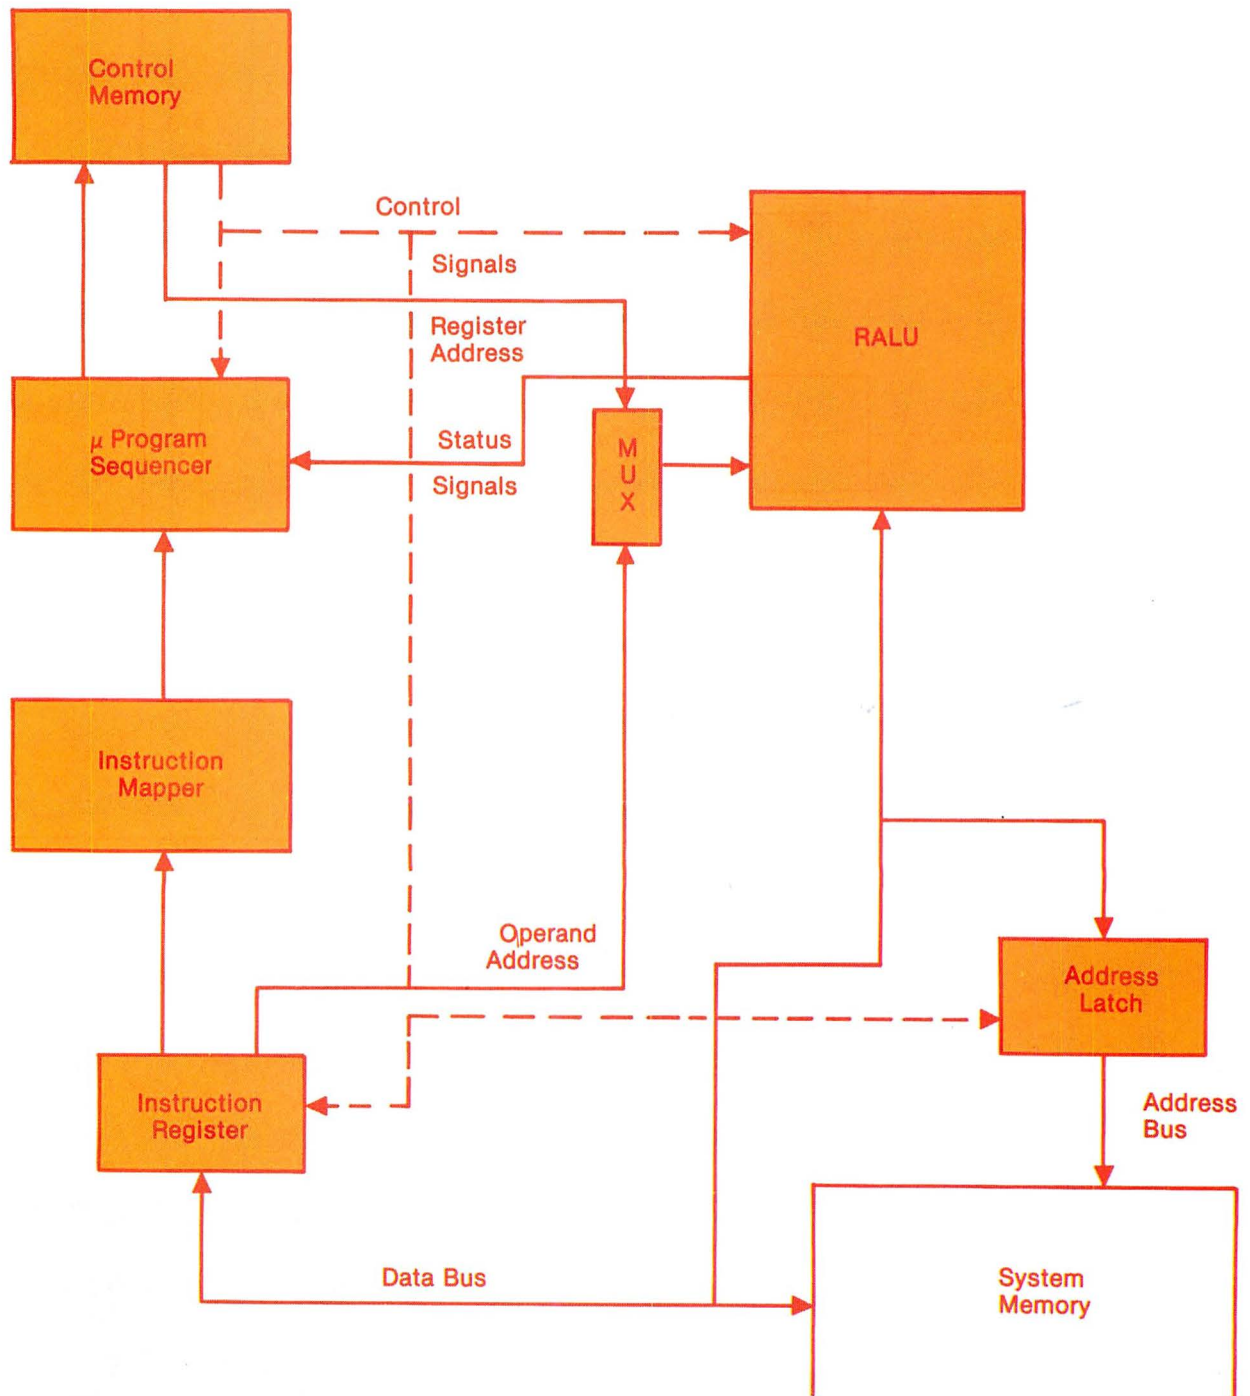 Control
Memory
Control
Signals
Register
Address
RALU
μ Program
Sequencer
Status
Signals
M
U
X
Instruction
Mapper
Operand
Address
Address
Latch
Instruction
Register
Address
Bus
Data Bus
System
Memory